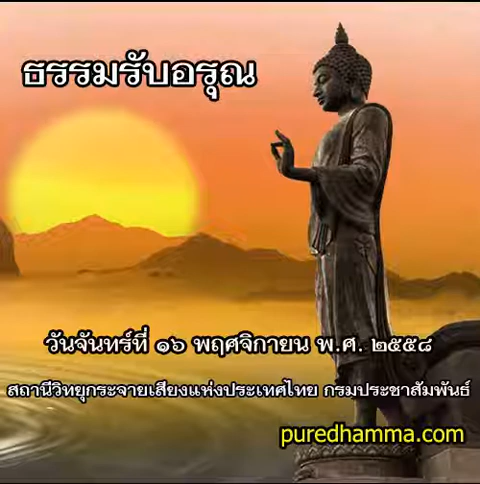 ธรรมรับอรุณ
วันจันทร์ที่ ๑๖ พฤศจิกายน พ.ศ. ๒๕๕๘
สถานีวิทยุกระจายเสียงแห่งประเทศไทย กรมประชาสัมพันธ์
puredhamma.com